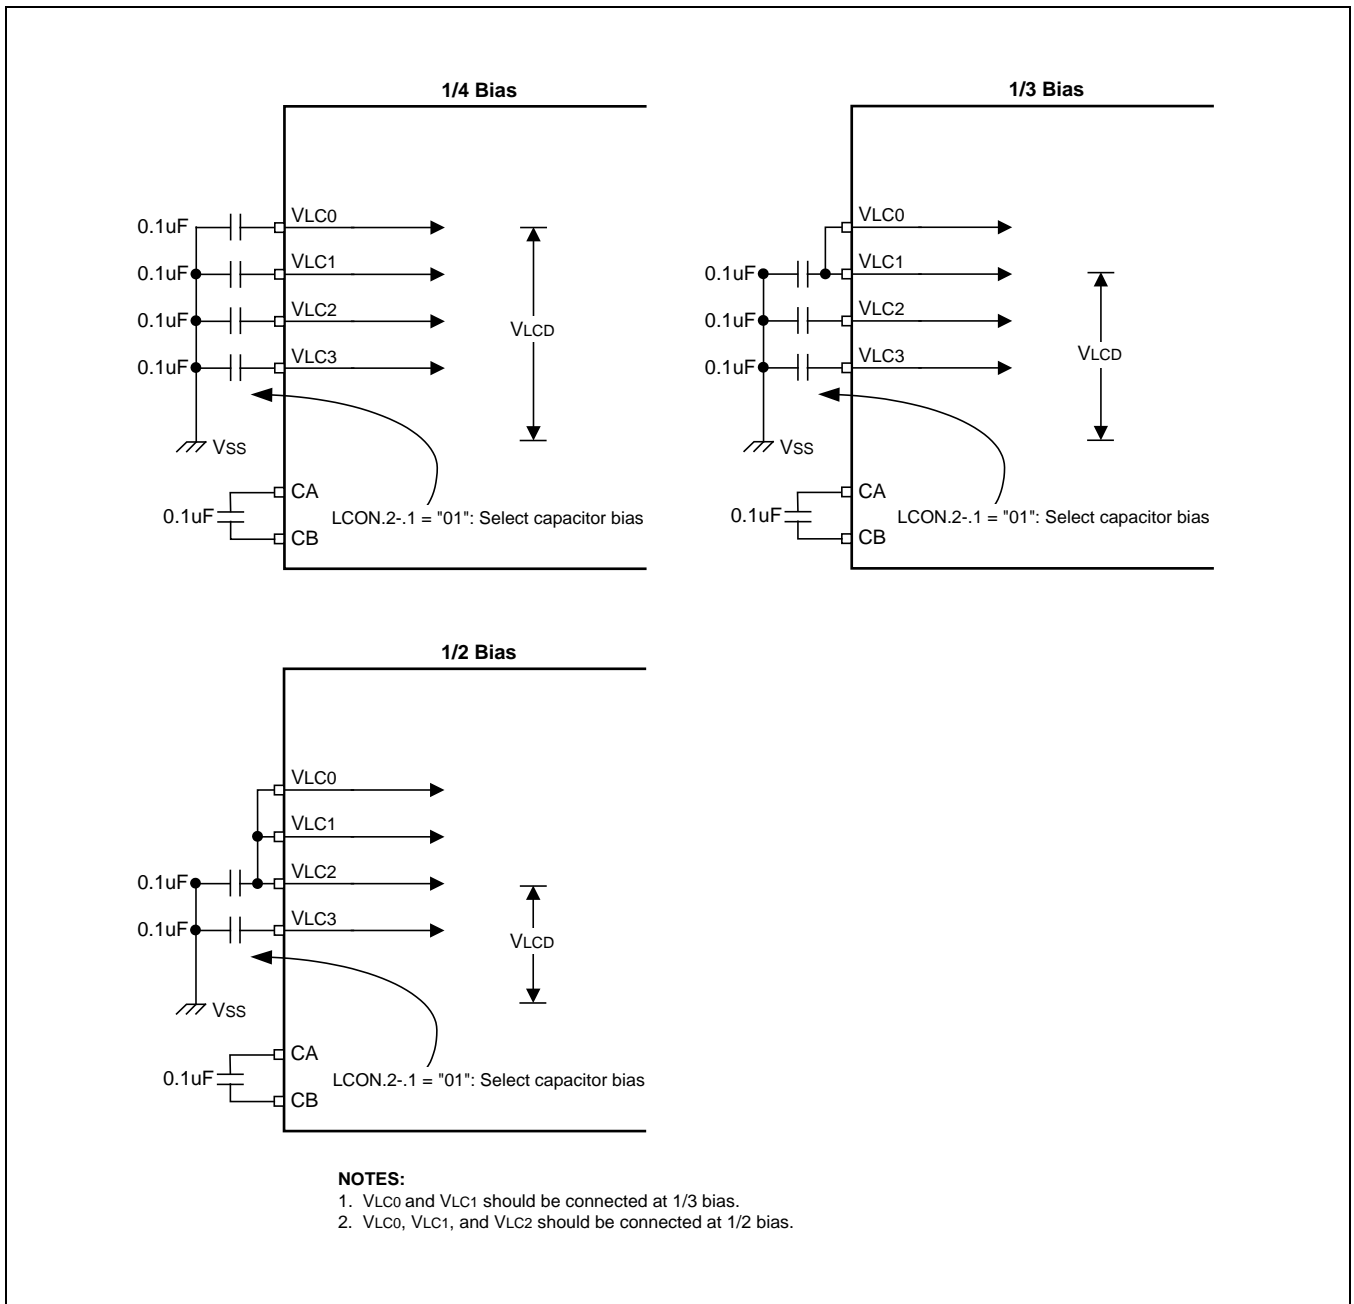 1/4 Bias
VLC0
0.1uF
VLC1
0.1uF
VLC2
0.1uF
VLCD
VLC3
0.1uF
VSS
CA
0.1uF
LCON.2-.1 = "01": Select capacitor bias
CB
1/3 Bias
VLC0
VLC1
0.1uF
VLC2
0.1uF
VLCD
VLC3
0.1uF
VSS
CA
0.1uF
LCON.2-.1 = "01": Select capacitor bias
CB
1/2 Bias
VLC0
VLC1
VLC2
0.1uF
VLC3
0.1uF
VLCD
VSS
CA
0.1uF
LCON.2-.1 = "01": Select capacitor bias
CB
NOTES:
1. VLC0 and VLC1 should be connected at 1/3 bias.
2. VLC0, VLC1, and VLC2 should be connected at 1/2 bias.